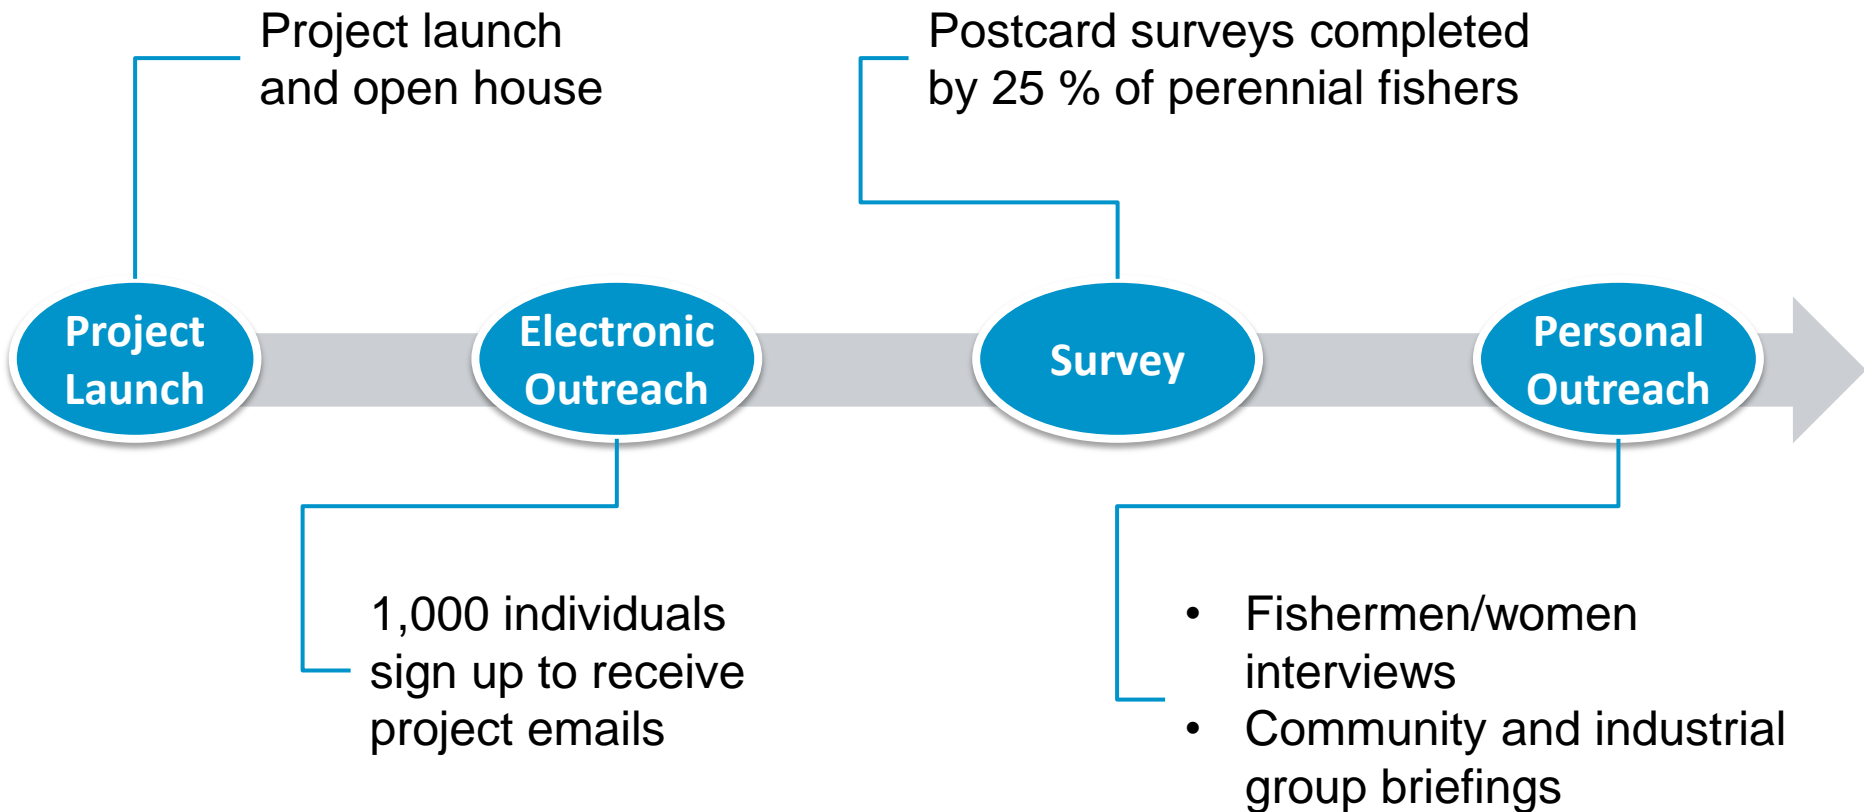 Project launch
and open house
Postcard surveys completed
by 25 % of perennial fishers
Project
Launch
Electronic
Outreach
Survey
Personal
Outreach
1,000 individuals
sign up to receive
project emails
• Fishermen/women
interviews
• Community and industrial
group briefings